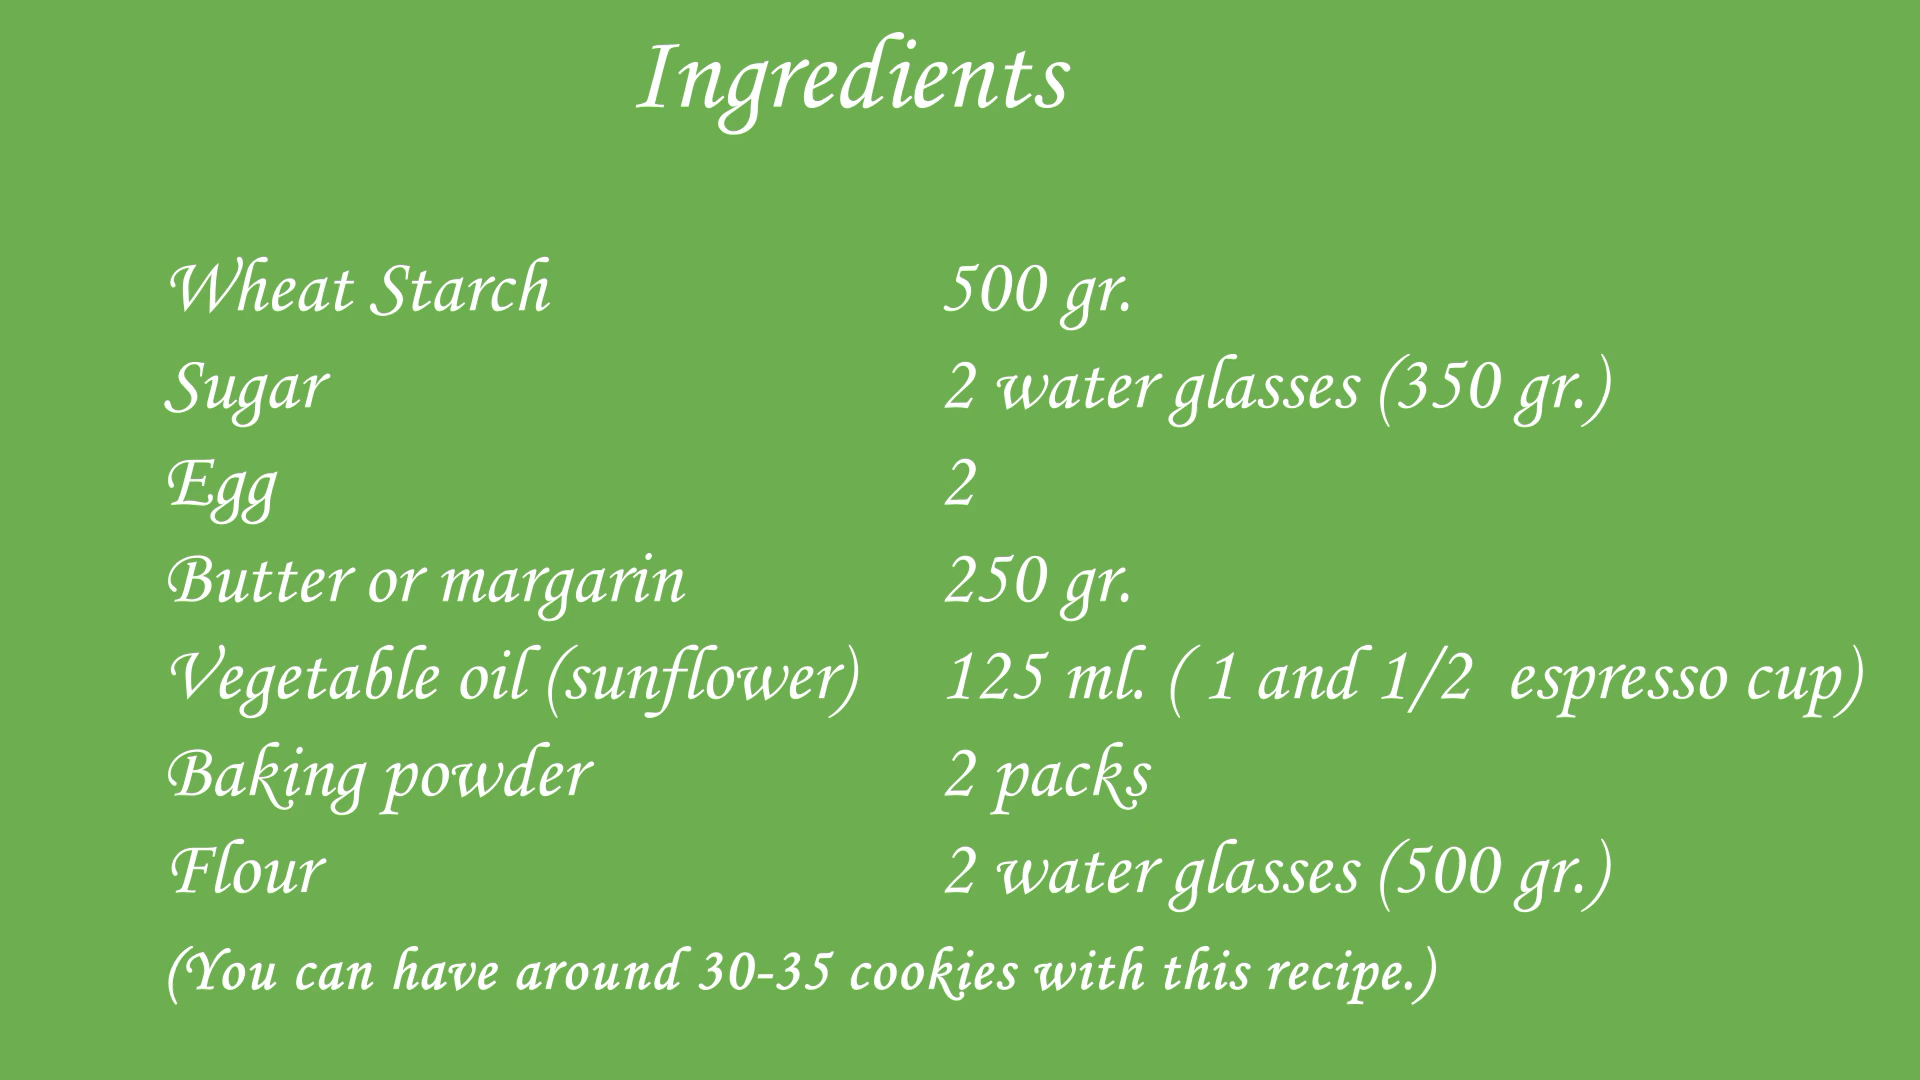 Ingredients
Wheat Starch 500 gr.
Sugar 2 water glasses (350 gr.)
Egg 2
Butter or margarin 250 gr.
Vegetable oil (sunflower) 125 ml. ( 1 and 1/2 espresso cup)
Baking powder 2 packs
Flour 2 water glasses (500 gr.)
(You can have around 30-35 cookies with this recipe.)